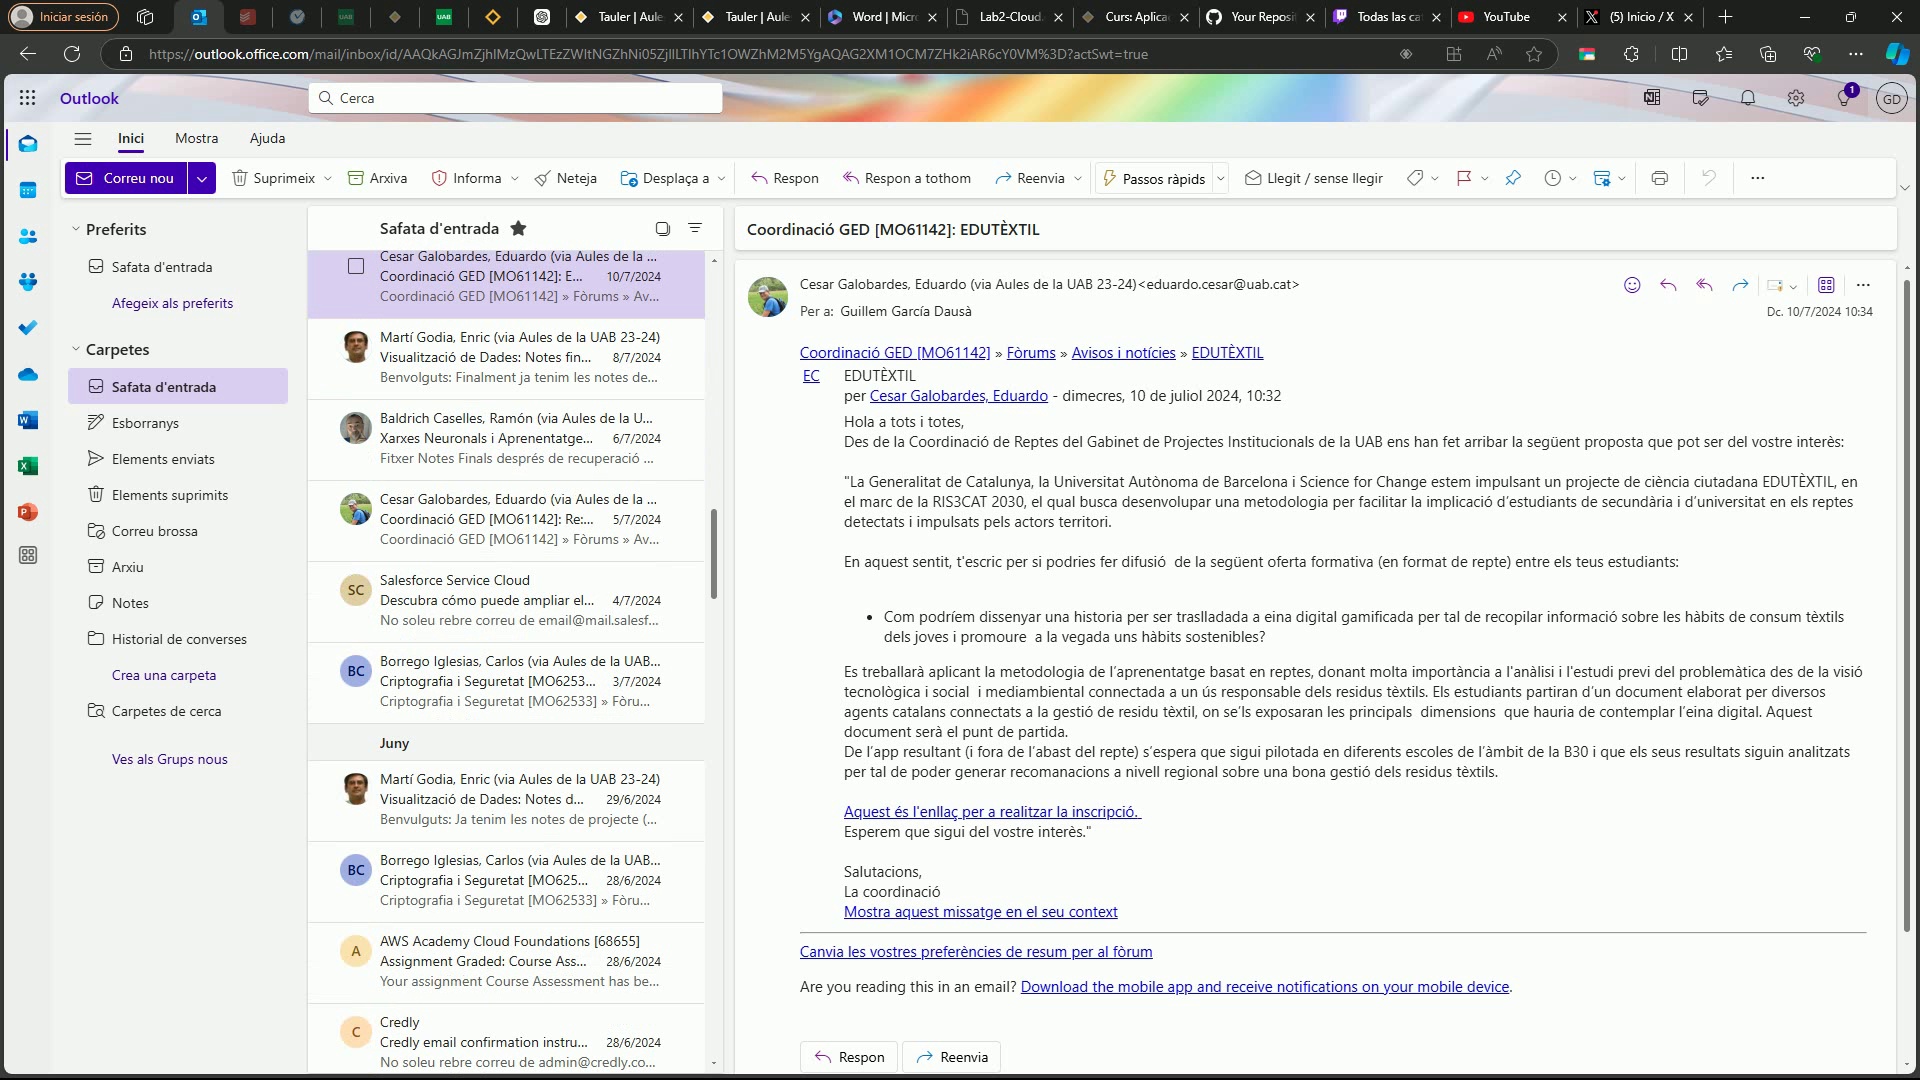 Iniciar sesión
UAB
UAB
Tauler | Aule
Tauler | Aule
Word | Micr
Lab2-Cloud
Curs: Aplica
Your Reposi
Todas las ca
YouTube
(5) Inicio / X
https://outlook.office.com/mail/inbox/id/AAQkAGJmZjhlMzQwLTEzZWItNGZhNi05ZjllLTlhYTc1OWZhM2M5YgAQAG2XM1OCM7ZHk2iAR6cY0VM%3D?actSwt=true
Outlook
Cerca
1
GD
Inici
Mostra
Ajuda
Correu nou
Suprimeix
Arxiva
Informa
Neteja
Desplaça a
Respon
Respon a tothom
Reenvia
Passos ràpids
Llegit / sense llegir
Preferits
Safata d'entrada
Afegeix als preferits
Carpetes
Safata d'entrada
Esborranys
Elements enviats
Elements suprimits
Correu brossa
Arxiu
Notes
Historial de converses
Crea una carpeta
Carpetes de cerca
Ves als Grups nous
Safata d'entrada
Cesar Galobardes, Eduardo (via Aules de la ...
Coordinació GED [MO61142]: E... 10/7/2024
Coordinació GED [MO61142] » Fòrums » Av...
Martí Godia, Enric (via Aules de la UAB 23-24)
Visualització de Dades: Notes fin... 8/7/2024
Benvolguts: Finalment ja tenim les notes de...
Baldrich Caselles, Ramón (via Aules de la U...
Xarxes Neuronals i Aprenentatge... 6/7/2024
Fitxer Notes Finals després de recuperació ...
Cesar Galobardes, Eduardo (via Aules de la ...
Coordinació GED [MO61142]: Re:... 5/7/2024
Coordinació GED [MO61142] » Fòrums » Av...
SC
Salesforce Service Cloud
Descubra cómo puede ampliar el... 4/7/2024
No soleu rebre correu de email@mail.salesf...
BC
Borrego Iglesias, Carlos (via Aules de la UAB...
Criptografia i Seguretat [MO6253... 3/7/2024
Criptografia i Seguretat [MO62533] » Fòru...
Juny
Martí Godia, Enric (via Aules de la UAB 23-24)
Visualització de Dades: Notes d... 29/6/2024
Benvulguts: Ja tenim les notes de projecte (...
BC
Borrego Iglesias, Carlos (via Aules de la UAB...
Criptografia i Seguretat [MO625... 28/6/2024
Criptografia i Seguretat [MO62533] » Fòru...
A
AWS Academy Cloud Foundations [68655]
Assignment Graded: Course Ass... 28/6/2024
Your assignment Course Assessment has be...
C
Credly
Credly email confirmation instru... 28/6/2024
No soleu rebre correu de admin@credly.co...
Coordinació GED [MO61142]: EDUTÈXTIL
Cesar Galobardes, Eduardo (via Aules de la UAB 23-24)<eduardo.cesar@uab.cat>
Per a: Guillem García Dausà
Dc. 10/7/2024 10:34
Coordinació GED [MO61142] » Fòrums » Avisos i notícies » EDUTÈXTIL
EC
EDUTÈXTIL
per Cesar Galobardes, Eduardo - dimecres, 10 de juliol 2024, 10:32
Hola a tots i totes,
Des de la Coordinació de Reptes del Gabinet de Projectes Institucionals de la UAB ens han fet arribar la següent proposta que pot ser del vostre interès:
"La Generalitat de Catalunya, la Universitat Autònoma de Barcelona i Science for Change estem impulsant un projecte de ciència ciutadana EDUTÈXTIL, en
el marc de la RIS3CAT 2030, el qual busca desenvolupar una metodologia per facilitar la implicació d'estudiants de secundària i d'universitat en els reptes
detectats i impulsats pels actors territori.
En aquest sentit, t'escric per si podries fer difusió  de la següent oferta formativa (en format de repte) entre els teus estudiants:
• Com podríem dissenyar una historia per ser traslladada a eina digital gamificada per tal de recopilar informació sobre les hàbits de consum tèxtils
dels joves i promoure  a la vegada uns hàbits sostenibles?
Es treballarà aplicant la metodologia de l'aprenentatge basat en reptes, donant molta importància a l'anàlisi i l'estudi previ del problemàtica des de la visió
tecnològica i social  i mediambiental connectada a un ús responsable dels residus tèxtils. Els estudiants partiran d'un document elaborat per diversos
agents catalans connectats a la gestió de residu tèxtil, on se'ls exposaran les principals  dimensions  que hauria de contemplar l'eina digital. Aquest
document serà el punt de partida.
De l'app resultant (i fora de l'abast del repte) s'espera que sigui pilotada en diferents escoles de l'àmbit de la B30 i que els seus resultats siguin analitzats
per tal de poder generar recomanacions a nivell regional sobre una bona gestió dels residus tèxtils.
Aquest és l'enllaç per a realitzar la inscripció.
Esperem que sigui del vostre interès."
Salutacions,
La coordinació
Mostra aquest missatge en el seu context
Canvia les vostres preferències de resum per al fòrum
Are you reading this in an email? Download the mobile app and receive notifications on your mobile device.
Respon
Reenvia